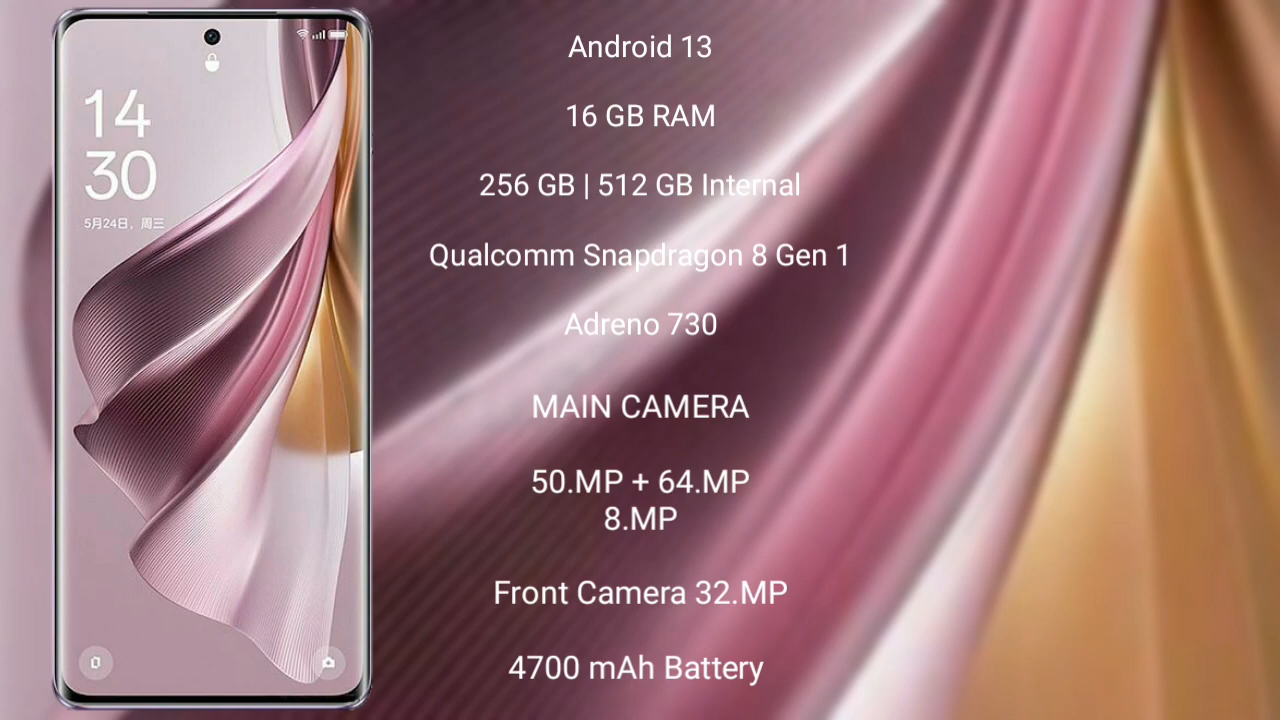 14
30
5月24日，周三
Android 13
16 GB RAM
256 GB | 512 GB Internal
Qualcomm Snapdragon 8 Gen 1
Adreno 730
MAIN CAMERA
50.MP + 64.MP
8.MP
Front Camera 32.MP
4700 mAh Battery